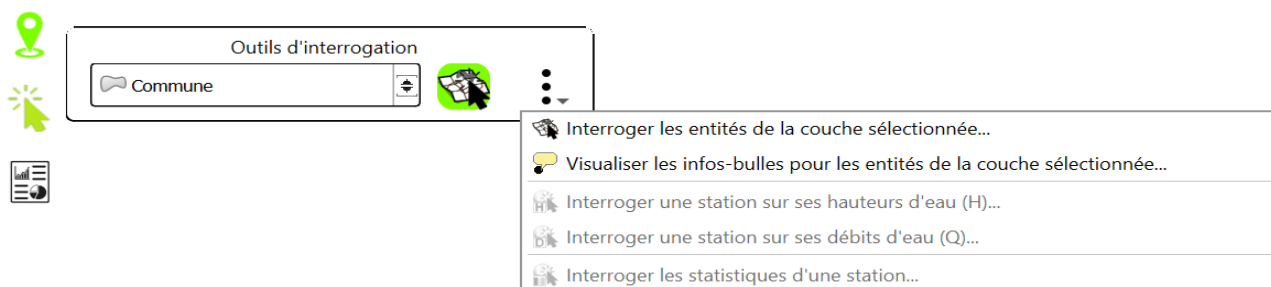 Outils d'interrogation
Commune
Interroger les entités de la couche sélectionnée...
Visualiser les infos-bulles pour les entités de la couche sélectionnée...
Interroger une station sur ses hauteurs d'eau (H)...
Interroger une station sur ses débits d'eau (Q)...
Interroger les statistiques d'une station...